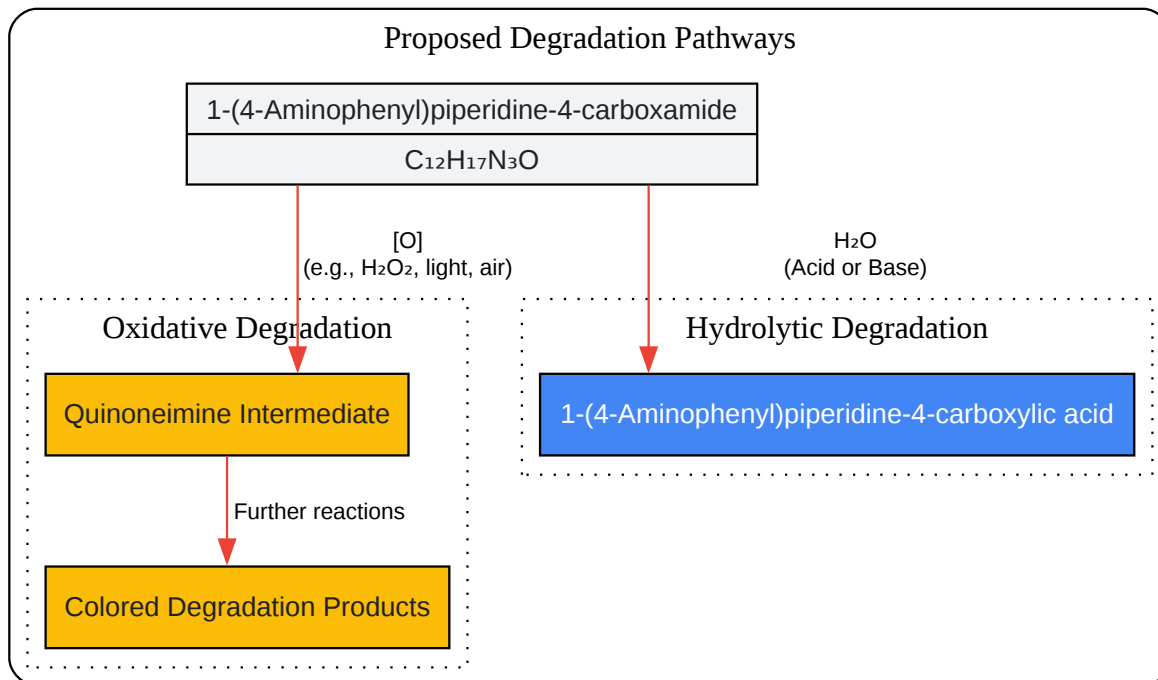 Proposed Degradation Pathways
1-(4-Aminophenyl)piperidine-4-carboxamide
C₁₂H₁₇N₃O
[O]
(e.g., H₂O₂, light, air)
H₂O
(Acid or Base)
Oxidative Degradation
Hydrolytic Degradation
Quinoneimine Intermediate
1-(4-Aminophenyl)piperidine-4-carboxylic acid
Further reactions
Colored Degradation Products